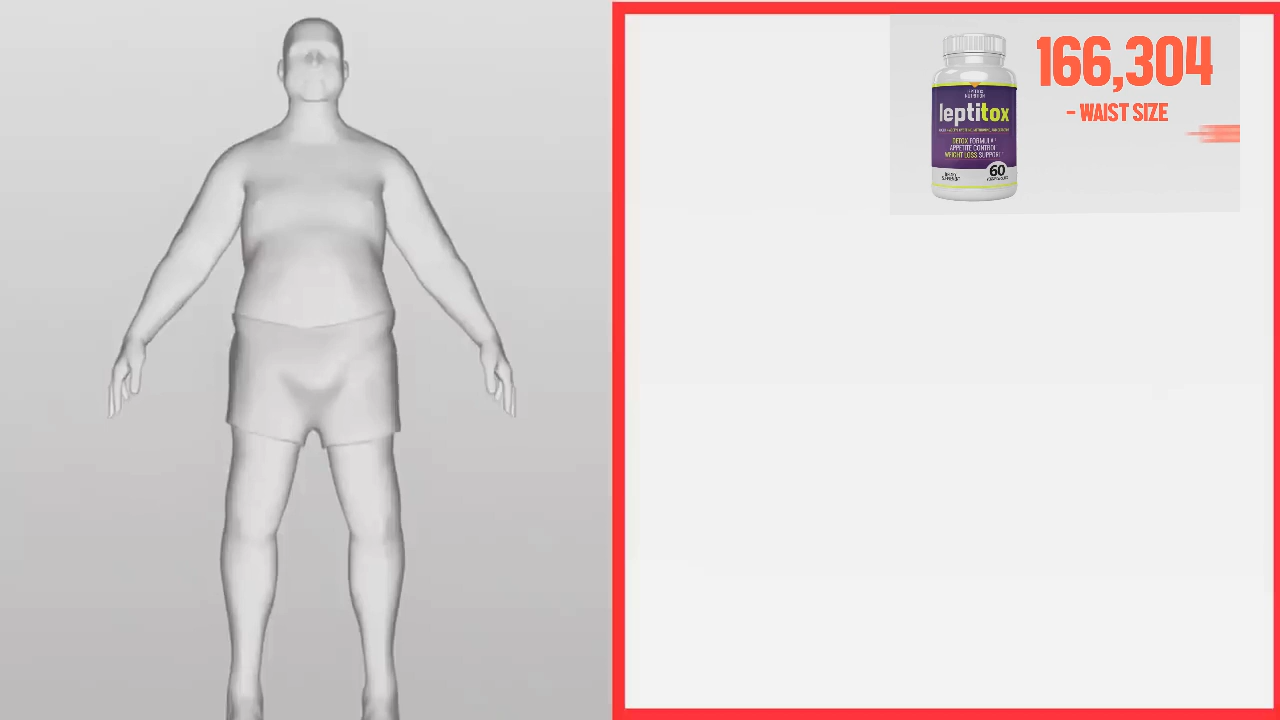 166,304
- WAIST SIZE
leptitox
DETOX FORMULA
APPETITE CONTROL
WEIGHT LOSS SUPPORT
60